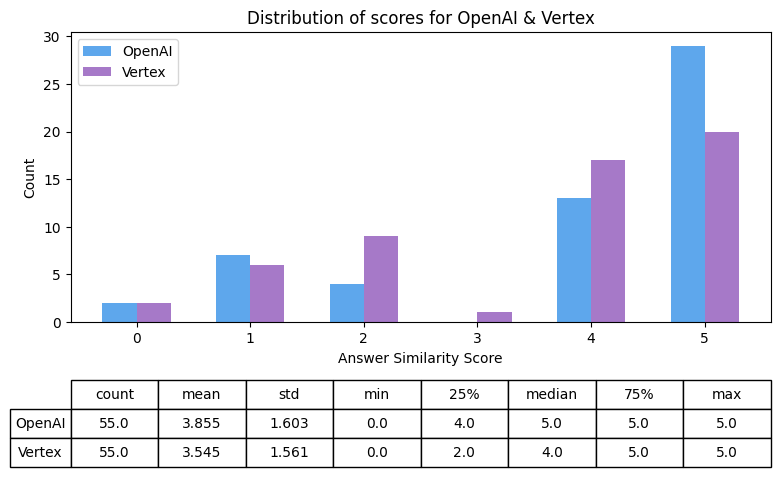 Distribution of scores for OpenAI & Vertex
30
OpenAI
Vertex
25
20
Count
15
10
5
0
0 1 2 3 4 5
Answer Similarity Score
count mean std min 25% median 75% max
OpenAI 55.0 3.855 1.603 0.0 4.0 5.0 5.0 5.0
Vertex 55.0 3.545 1.561 0.0 2.0 4.0 5.0 5.0